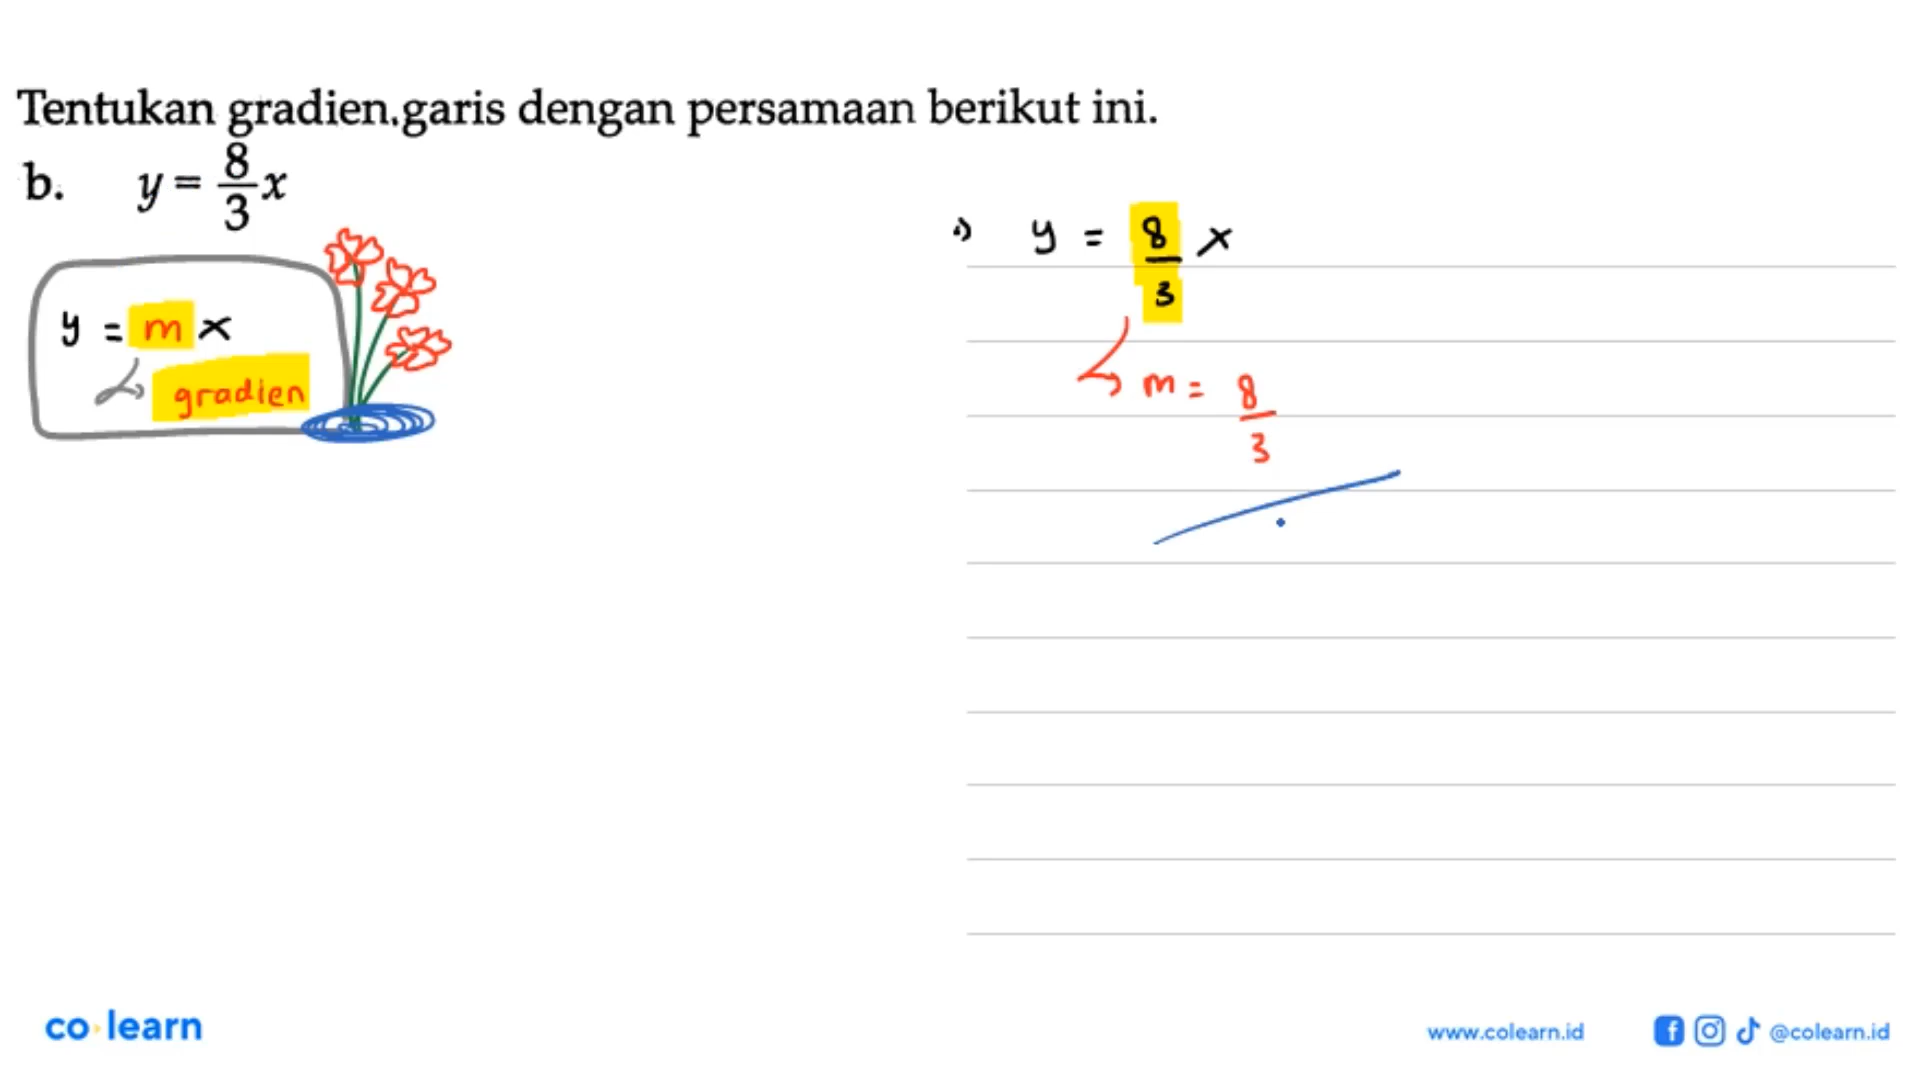 Tentukan gradien.garis dengan persamaan berikut ini.
b. y = 8/3 x
y = m x
gradien
•) y = 8/3 x
m = 8/3
co learn
www.colearn.id @colearn.id